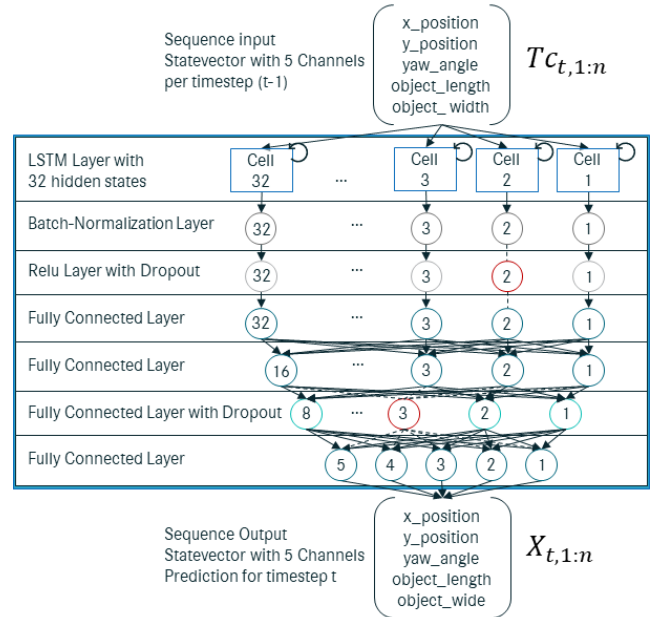 Sequence input
Statevector with 5 Channels
per timestep (t-1)
x_position
y_position
yaw_angle
object_length
object_ width
Tc_{t,1:n}
LSTM Layer with
32 hidden states
Cell
32
...
Cell
3
Cell
2
Cell
1
Batch-Normalization Layer
32 ... 3 2 1
Relu Layer with Dropout
32 ... 3 2 1
Fully Connected Layer
32 ... 3 2 1
Fully Connected Layer
16 ... 3 2 1
Fully Connected Layer with Dropout
8 ... 3 2 1
Fully Connected Layer
5 4 3 2 1
Sequence Output
Statevector with 5 Channels
Prediction for timestep t
x_position
y_position
yaw_angle
object_length
object_wide
X_{t,1:n}